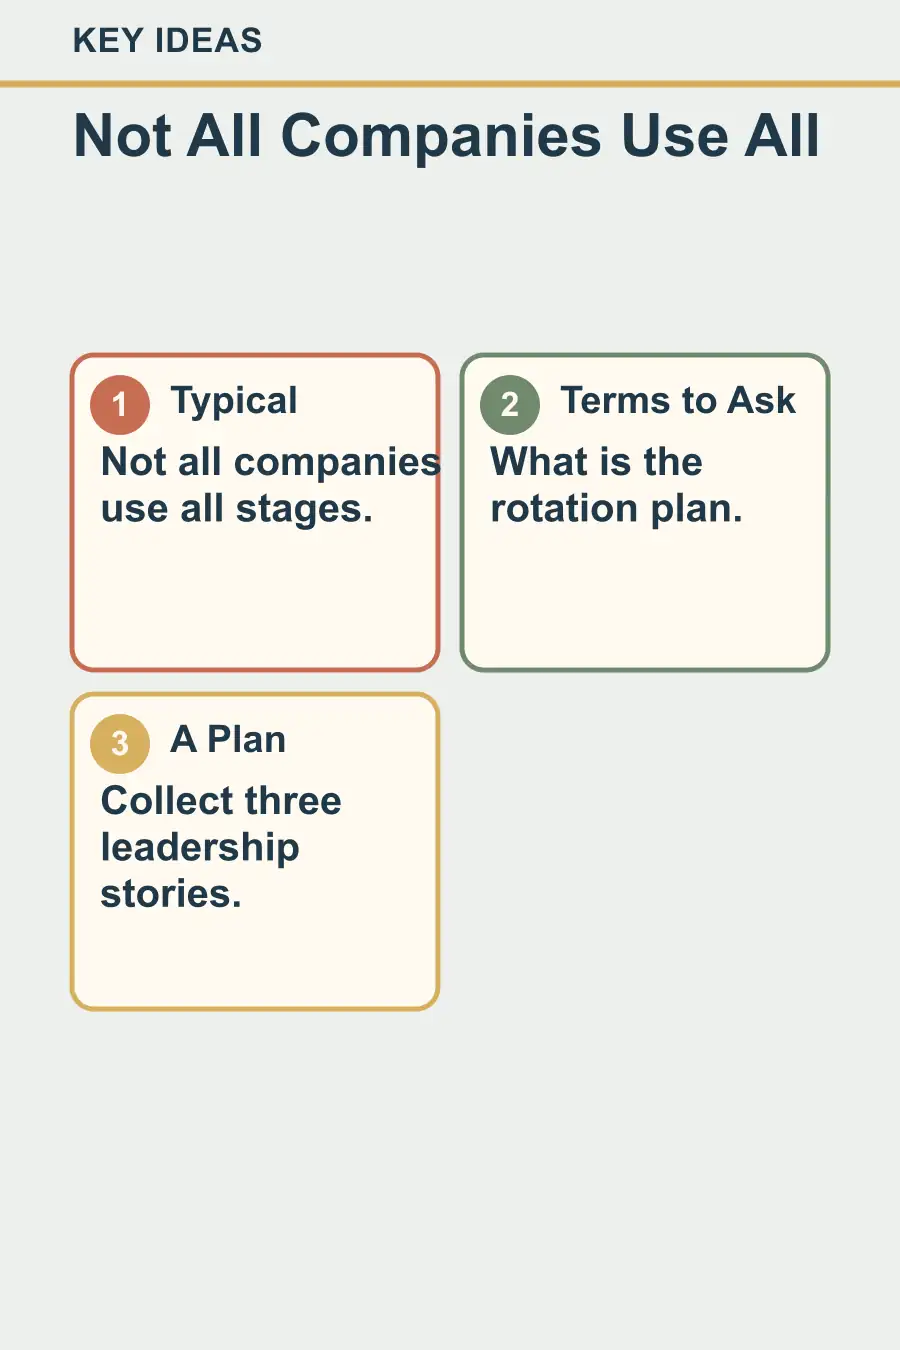 KEY IDEAS
Not All Companies Use All
1 Typical
Not all companies
use all stages.
2 Terms to Ask
What is the
rotation plan.
3 A Plan
Collect three
leadership
stories.